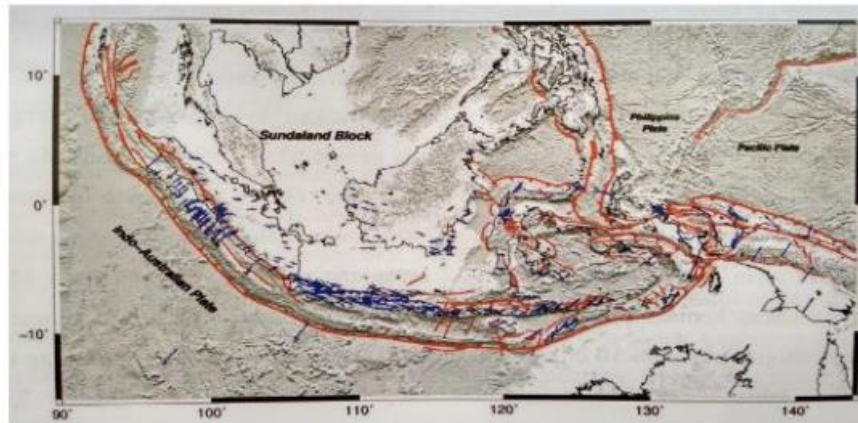 10°
0°
-10°
90°
100°
110°
120°
130°
140°
Sundaland Block
Philippine
Plate
Pacific Plate
Indo-Australian Plate